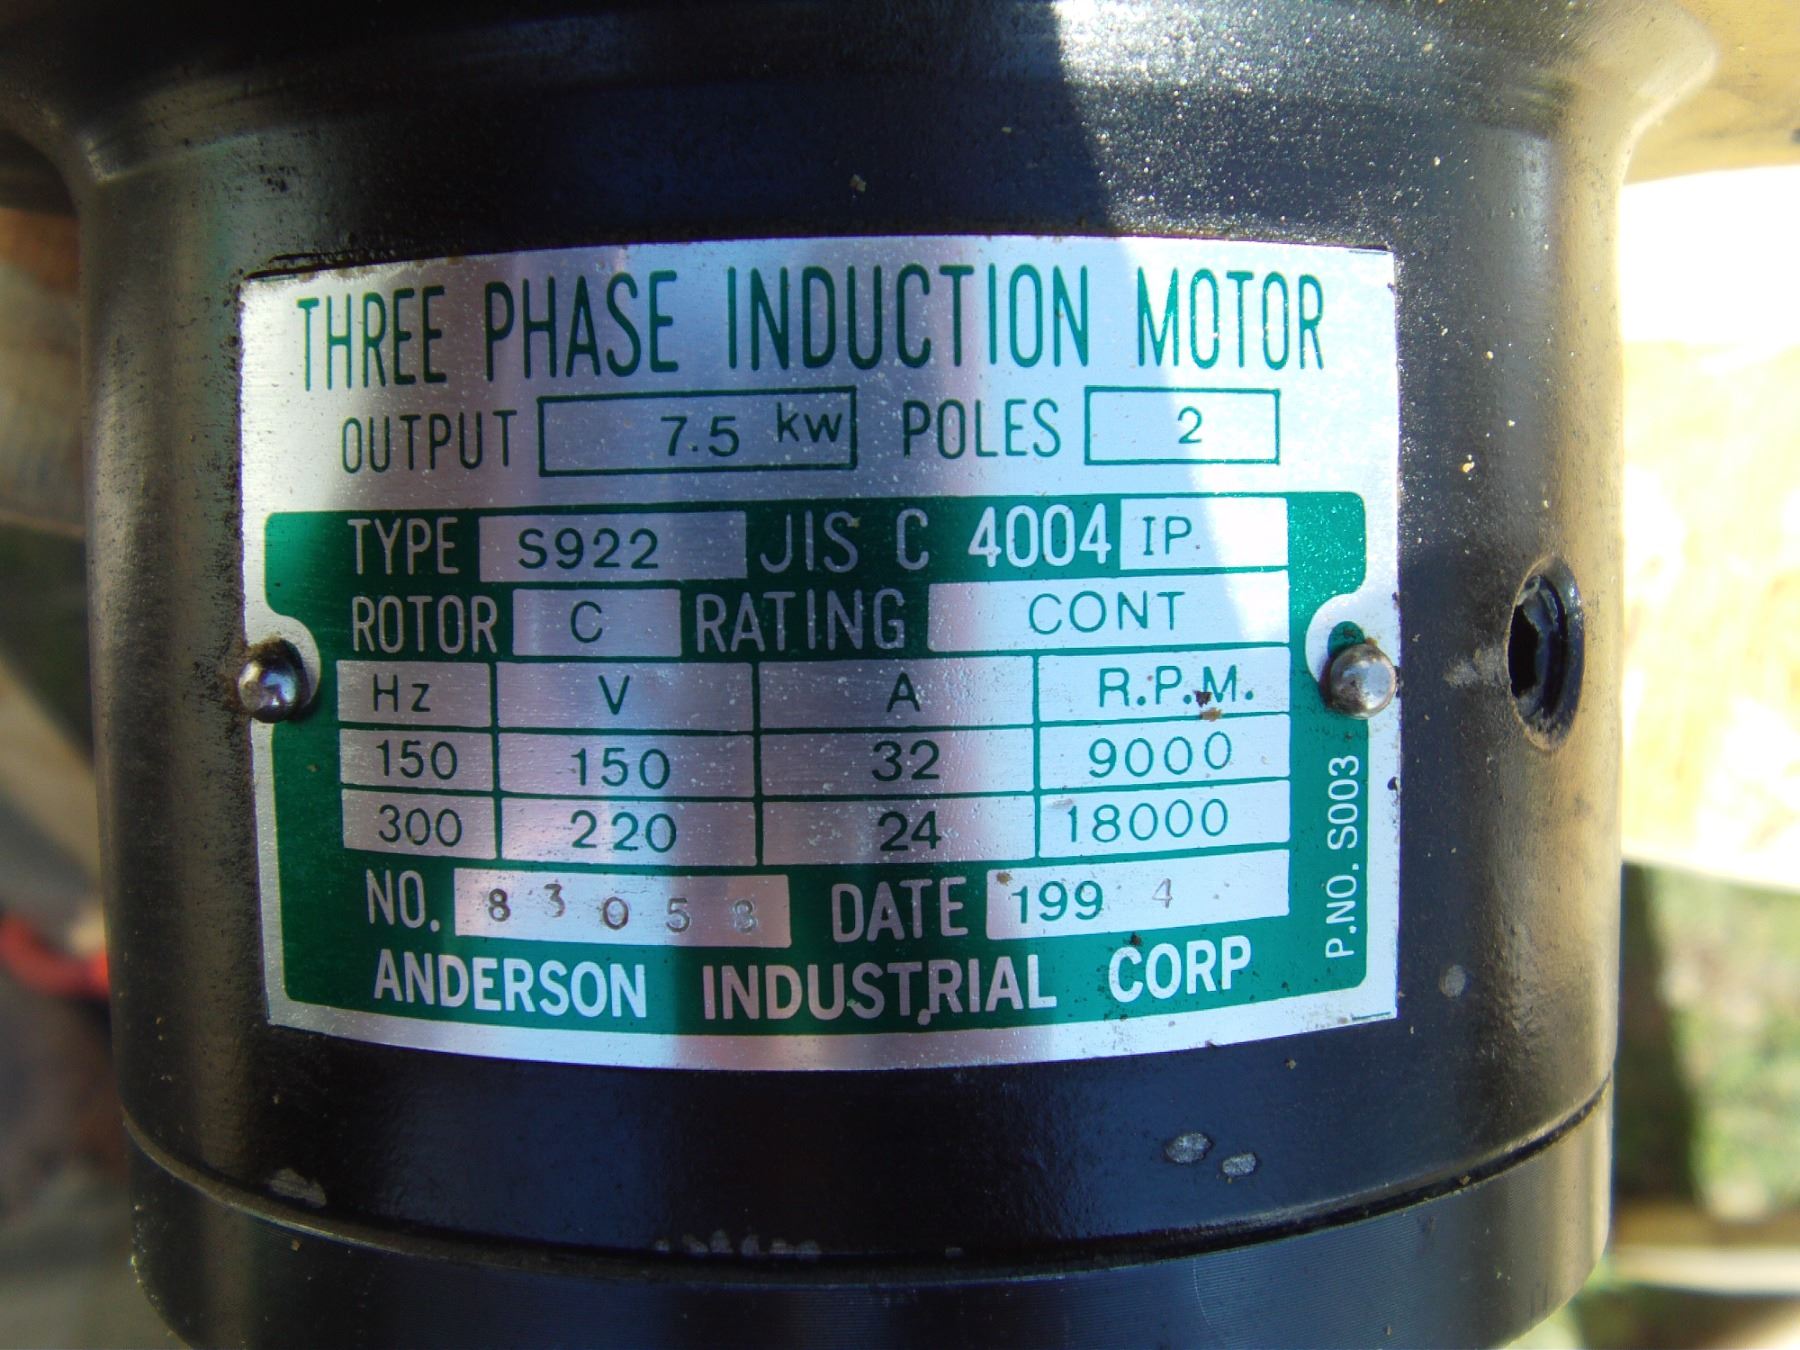 THREE PHASE INDUCTION MOTOR
OUTPUT 7.5 kw POLES 2
TYPE S922 JIS C 4004 IP
ROTOR C RATING CONT
Hz V A R.P.M.
150 150 32 9000
300 220 24 18000
NO. 83058 DATE 199 4
ANDERSON INDUSTRIAL CORP
P.NO. S003